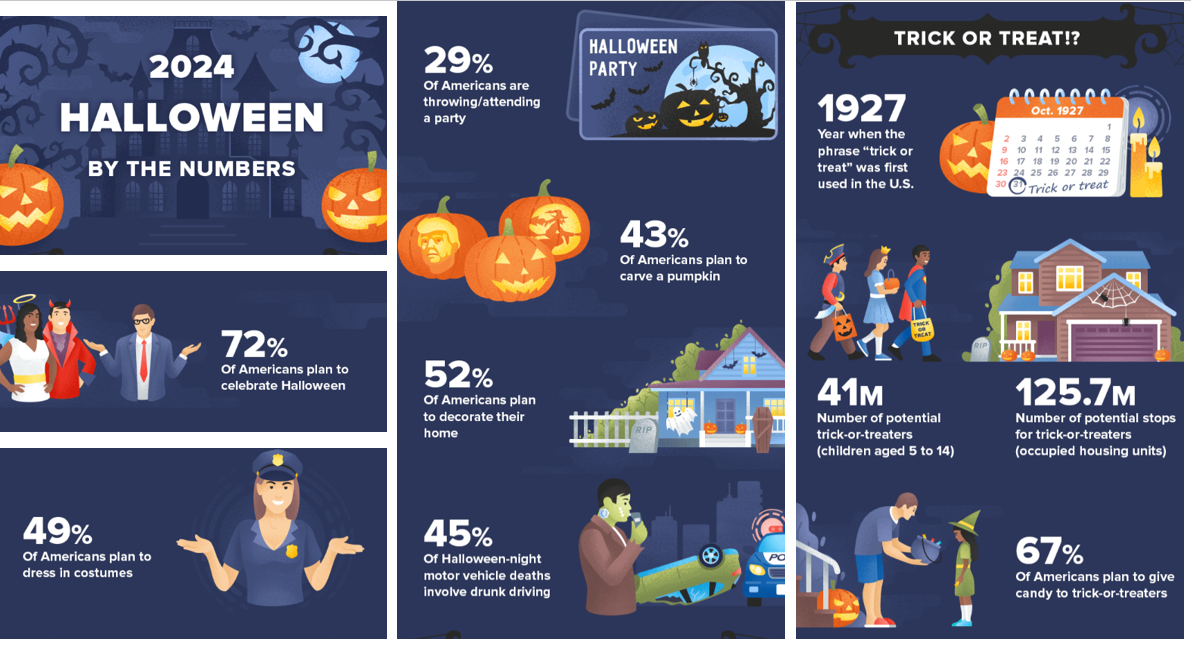 2024
HALLOWEEN
BY THE NUMBERS
72%
Of Americans plan to
celebrate Halloween
49%
Of Americans plan to
dress in costumes
29%
Of Americans are
throwing/attending
a party
HALLOWEEN
PARTY
43%
Of Americans plan to
carve a pumpkin
52%
Of Americans plan
to decorate their
home
RIP
45%
Of Halloween-night
motor vehicle deaths
involve drunk driving
PO
TRICK OR TREAT!?
1927
Year when the
phrase “trick or
treat” was first
used in the U.S.
Oct. 1927
1
2 3 4 5 6 7 8
9 10 11 12 13 14 15
16 17 18 19 20 21 22
23 24 25 26 27 28 29
30 31 Trick or treat
TRICK
OR
TREAT
RIP
41M
Number of potential
trick-or-treaters
(children aged 5 to 14)
125.7M
Number of potential stops
for trick-or-treaters
(occupied housing units)
67%
Of Americans plan to give
candy to trick-or-treaters